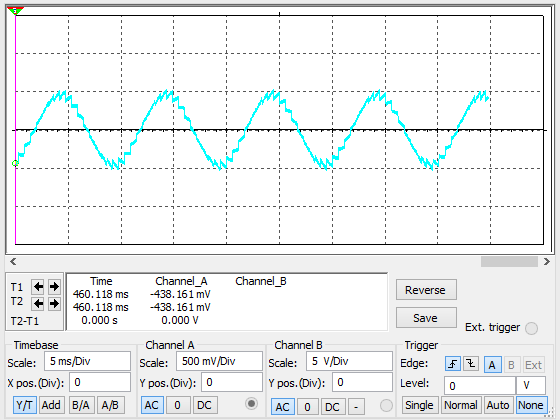 Time Channel_A Channel_B
T1 460.118 ms -438.161 mV
T2 460.118 ms -438.161 mV
T2-T1 0.000 s 0.000 V
Reverse
Save
Ext. trigger
Timebase
Scale: 5 ms/Div
X pos.(Div): 0
Y/T Add B/A A/B
Channel A
Scale: 500 mV/Div
Y pos.(Div): 0
AC 0 DC
Channel B
Scale: 5 V/Div
Y pos.(Div): 0
AC 0 DC -
Trigger
Edge: A B Ext
Level: 0 V
Single Normal Auto None